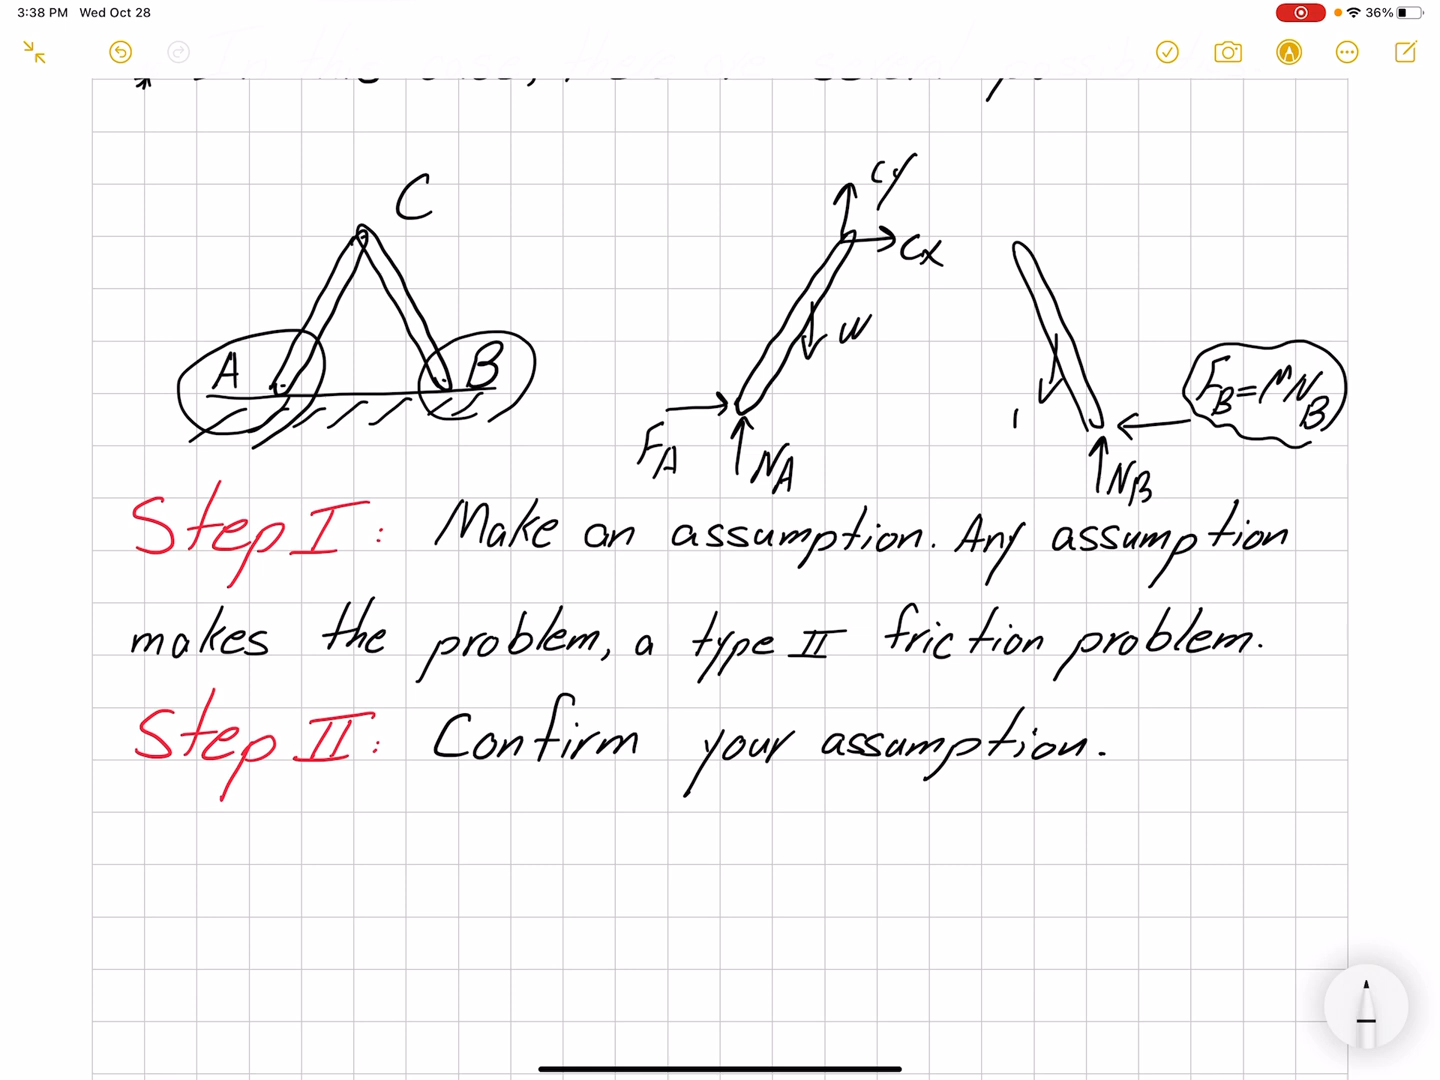 3:38 PM Wed Oct 28
36%
C
A
B
Cy
Cx
W
FA
NA
FB = MNB
NB
Step I: Make an assumption. Any assumption
makes the problem, a type II friction problem.
Step II: Confirm your assumption.